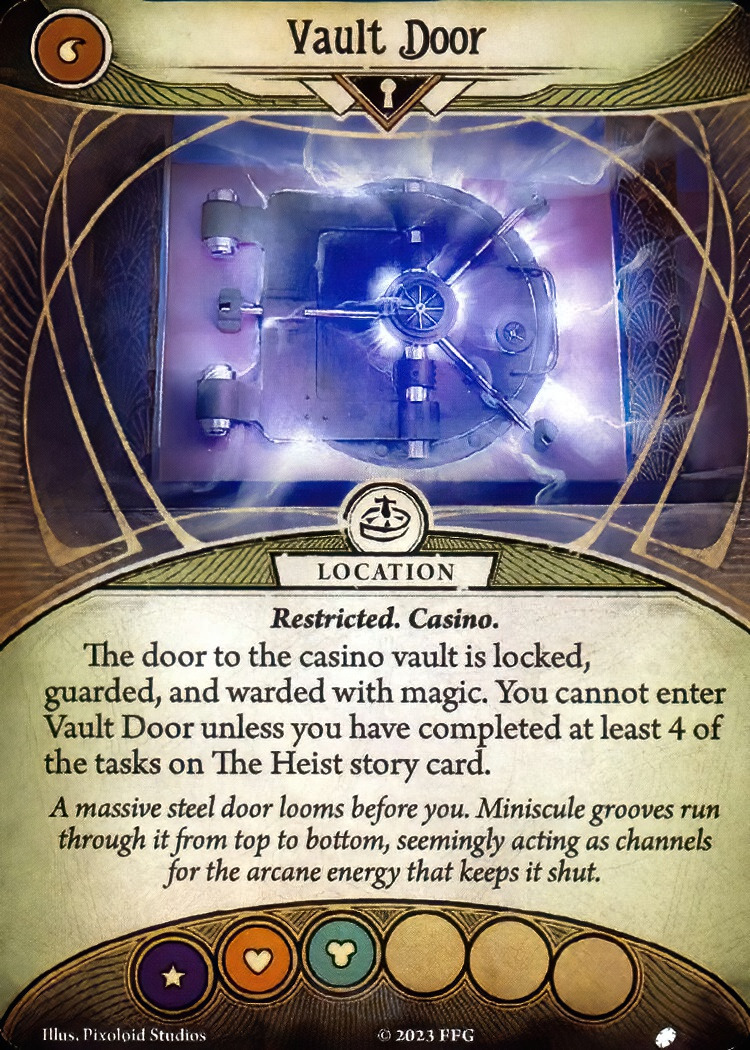 Vault Door
LOCATION
Restricted. Casino.
The door to the casino vault is locked,
guarded, and warded with magic. You cannot enter
Vault Door unless you have completed at least 4 of
the tasks on The Heist story card.
A massive steel door looms before you. Miniscule grooves run
through it from top to bottom, seemingly acting as channels
for the arcane energy that keeps it shut.
Illus. Pixoloid Studios
© 2023 FFG